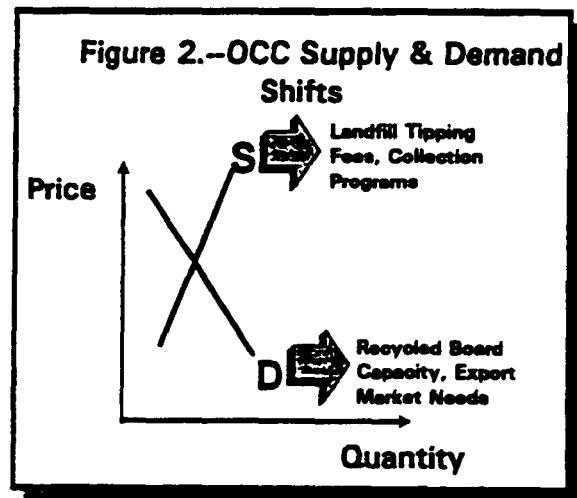 Figure 2.--OCC Supply & Demand
Shifts
S
Landfill Tipping
Fees, Collection
Programs
Price
D
Recycled Board
Capacity, Export
Market Needs
Quantity